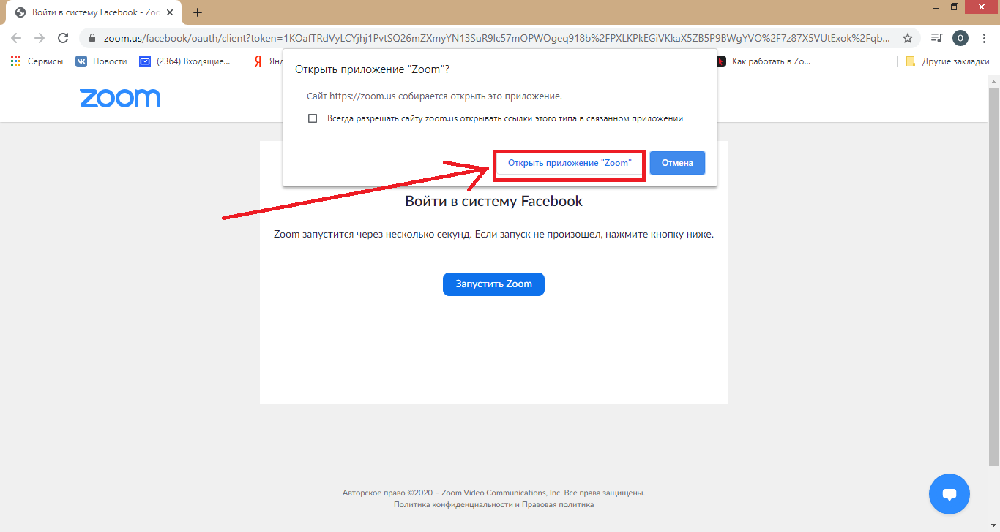 Войти в систему Facebook - Zoo
zoom.us/facebook/oauth/client?token=1KOafTRdVyLCYjhj1PvtSQ26mZXmyYN13SuR9Ic57mOPWOgeq918b%2FPXLKPkEGiVKkaX5ZB5P9BWgYVO%2F7z87X5VUtExok%2Fqb...
O
Сервисы
Новости
(2364) Входящие...
Янд
Как работать в Zo...
Другие закладки
Открыть приложение "Zoom"?
Сайт https://zoom.us собирается открыть это приложение.
Всегда разрешать сайту zoom.us открывать ссылки этого типа в связанном приложении
Открыть приложение "Zoom"
Отмена
zoom
Войти в систему Facebook
Zoom запустится через несколько секунд. Если запуск не произошел, нажмите кнопку ниже.
Запустить Zoom
Авторское право ©2020 – Zoom Video Communications, Inc. Все права защищены.
Политика конфиденциальности и Правовая политика